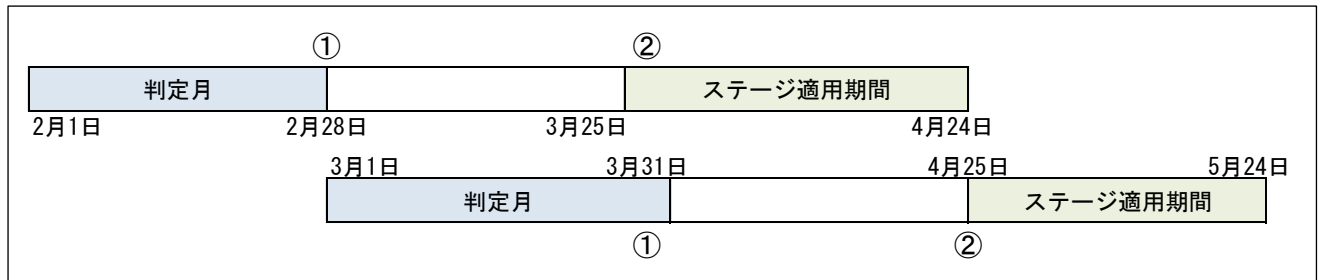 ① ②
判定月 ステージ適用期間
2月1日 2月28日 3月25日 4月24日
3月1日 3月31日 4月25日 5月24日
判定月 ステージ適用期間
① ②